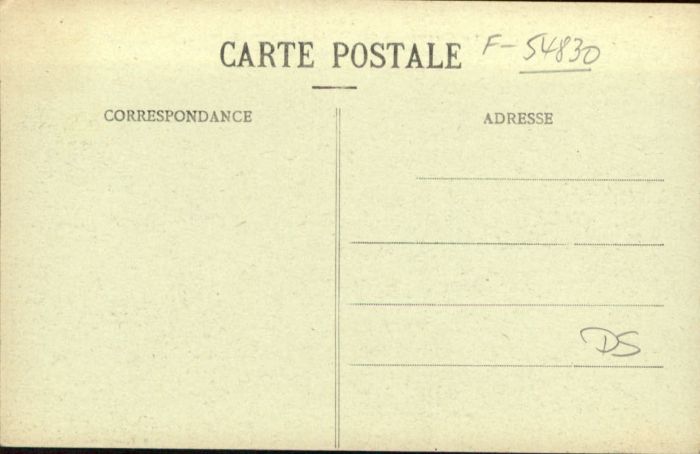 CARTE POSTALE
F-54830
CORRESPONDANCE
ADRESSE
DS